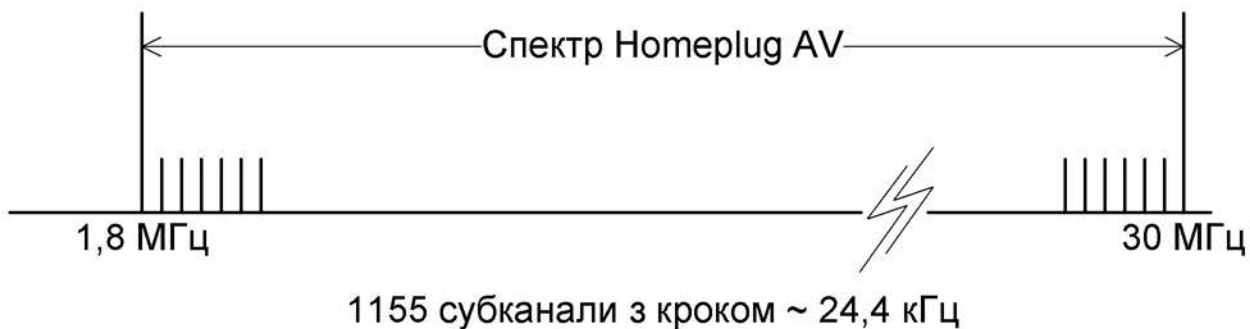 Спектр Homeplug AV
1,8 МГц
30 МГц
1155 субканали з кроком ~ 24,4 кГц